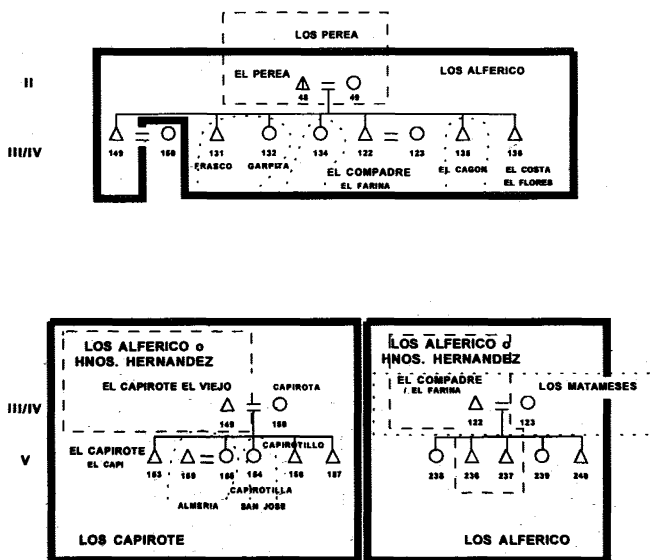 LOS PEREA
II
EL PEREA
LOS ALFERICO
48
49
III/IV
149
150
131
132
134
122
123
135
136
FRASCO
GARPITA
EL COMPADRE
EL FARINA
EL CAGON
EL COSTA
EL FLORES
LOS ALFERICO o
HNOS. HERNANDEZ
LOS ALFERICO o
HNOS. HERNANDEZ
III/IV
EL CAPIROTE EL VIEJO
CAPIROTA
149
150
EL COMPADRE
/ EL FARINA
LOS MATAMESES
122
123
V
EL CAPIROTE
EL CAPI
CAPIROTILLO
153
154
156
157
236
237
239
240
CAPIROTILLA
ALMERIA
SAN JOSE
LOS CAPIROTE
LOS ALFERICO